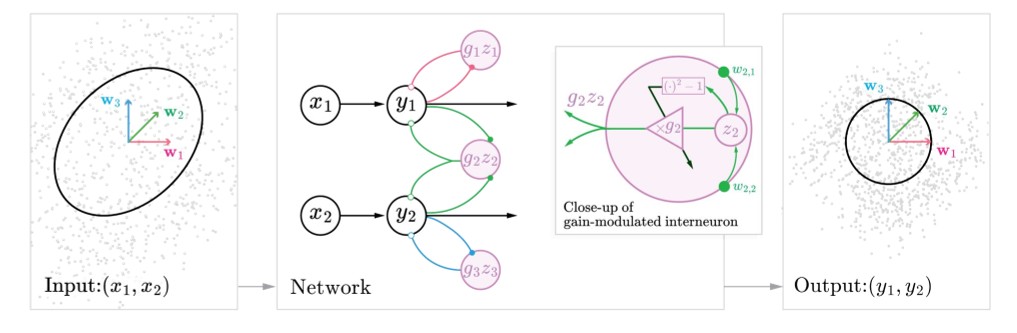 w₃
w₂
w₁
Input:(x₁, x₂)
x₁
y₁
g₁z₁
g₂z₂
x₂
y₂
g₃z₃
Network
g₂z₂
(·)² − 1
×g₂
z₂
w₂,₁
w₂,₂
Close-up of
gain-modulated interneuron
w₃
w₂
w₁
Output:(y₁, y₂)